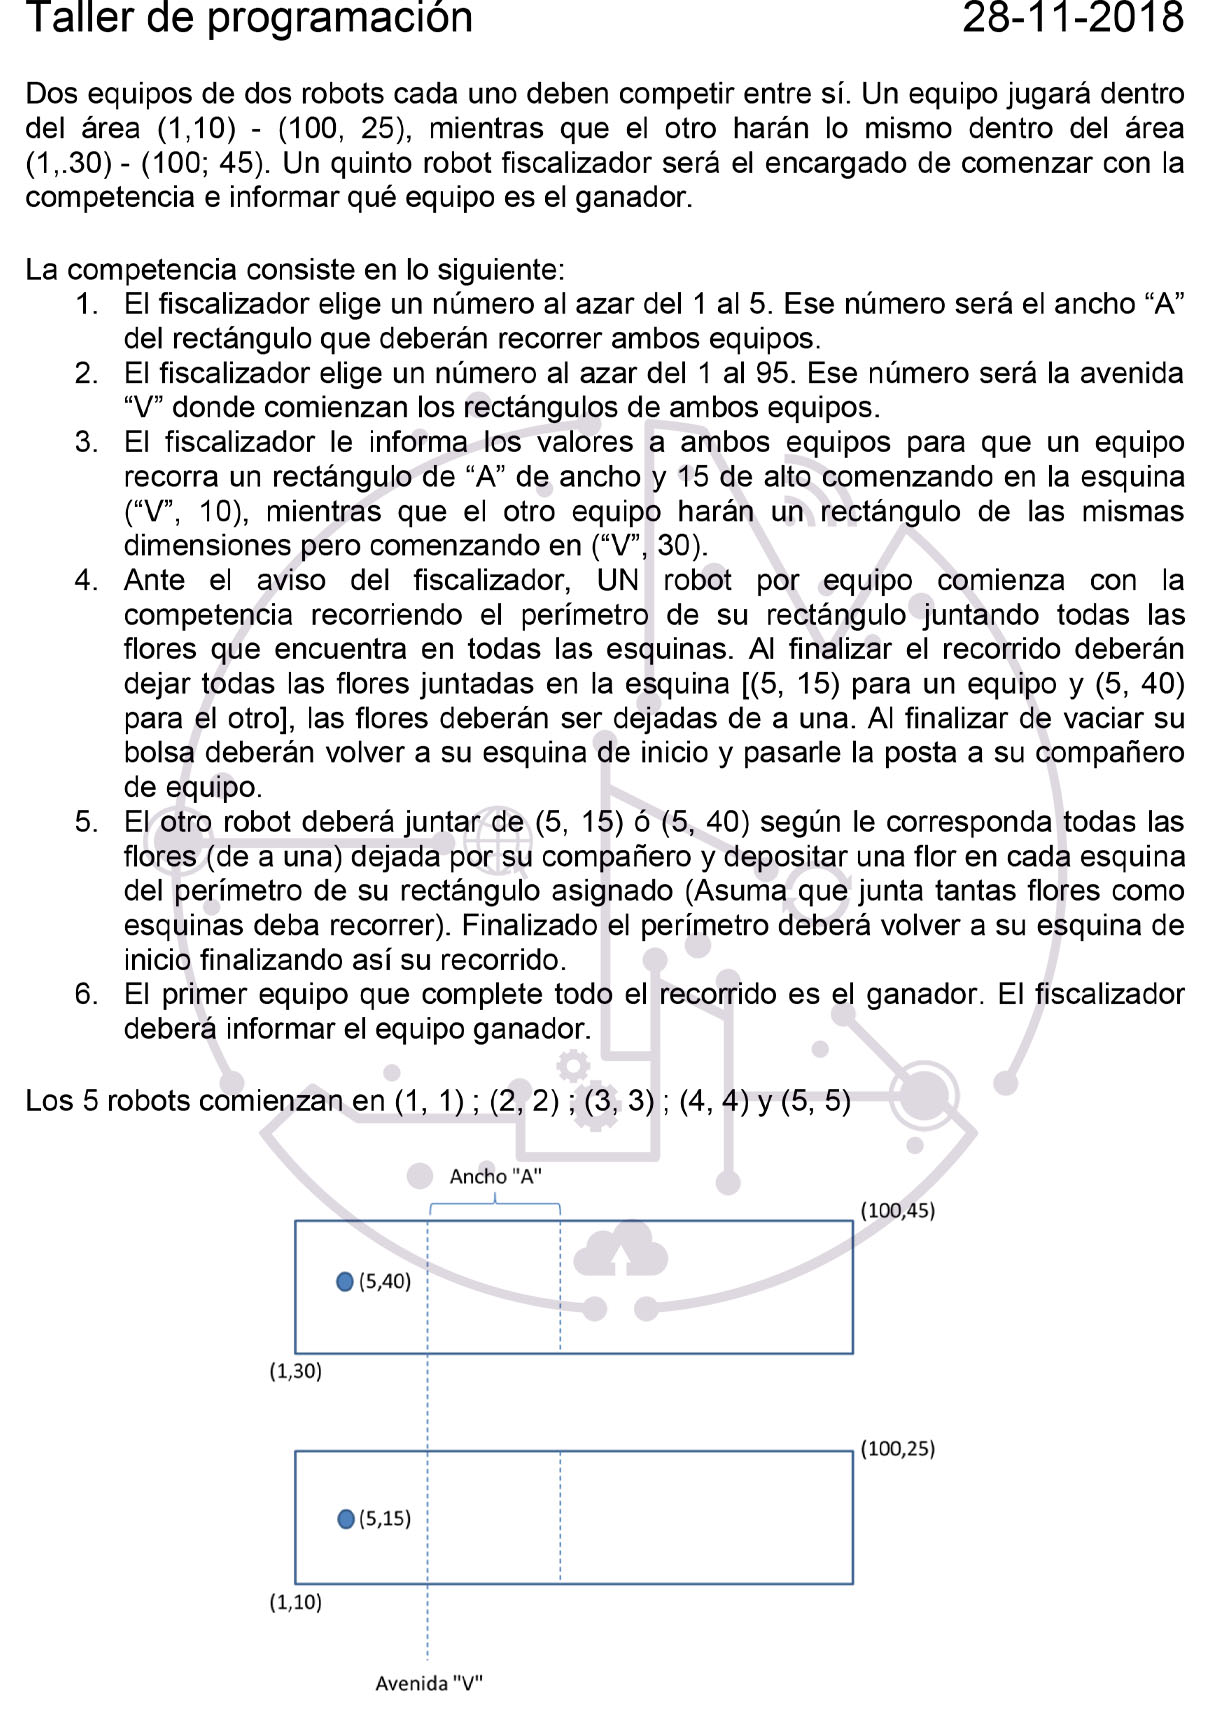 Taller de programación 28-11-2018
Dos equipos de dos robots cada uno deben competir entre sí. Un equipo jugará dentro
del área (1,10) - (100, 25), mientras que el otro harán lo mismo dentro del área
(1,.30) - (100; 45). Un quinto robot fiscalizador será el encargado de comenzar con la
competencia e informar qué equipo es el ganador.
La competencia consiste en lo siguiente:
1. El fiscalizador elige un número al azar del 1 al 5. Ese número será el ancho “A”
del rectángulo que deberán recorrer ambos equipos.
2. El fiscalizador elige un número al azar del 1 al 95. Ese número será la avenida
“V” donde comienzan los rectángulos de ambos equipos.
3. El fiscalizador le informa los valores a ambos equipos para que un equipo
recorra un rectángulo de “A” de ancho y 15 de alto comenzando en la esquina
(“V”, 10), mientras que el otro equipo harán un rectángulo de las mismas
dimensiones pero comenzando en (“V”, 30).
4. Ante el aviso del fiscalizador, UN robot por equipo comienza con la
competencia recorriendo el perímetro de su rectángulo juntando todas las
flores que encuentra en todas las esquinas. Al finalizar el recorrido deberán
dejar todas las flores juntadas en la esquina [(5, 15) para un equipo y (5, 40)
para el otro], las flores deberán ser dejadas de a una. Al finalizar de vaciar su
bolsa deberán volver a su esquina de inicio y pasarle la posta a su compañero
de equipo.
5. El otro robot deberá juntar de (5, 15) ó (5, 40) según le corresponda todas las
flores (de a una) dejada por su compañero y depositar una flor en cada esquina
del perímetro de su rectángulo asignado (Asuma que junta tantas flores como
esquinas deba recorrer). Finalizado el perímetro deberá volver a su esquina de
inicio finalizando así su recorrido.
6. El primer equipo que complete todo el recorrido es el ganador. El fiscalizador
deberá informar el equipo ganador.
Los 5 robots comienzan en (1, 1) ; (2, 2) ; (3, 3) ; (4, 4) y (5, 5)
Ancho "A"
(100,45)
(5,40)
(1,30)
(100,25)
(5,15)
(1,10)
Avenida "V"